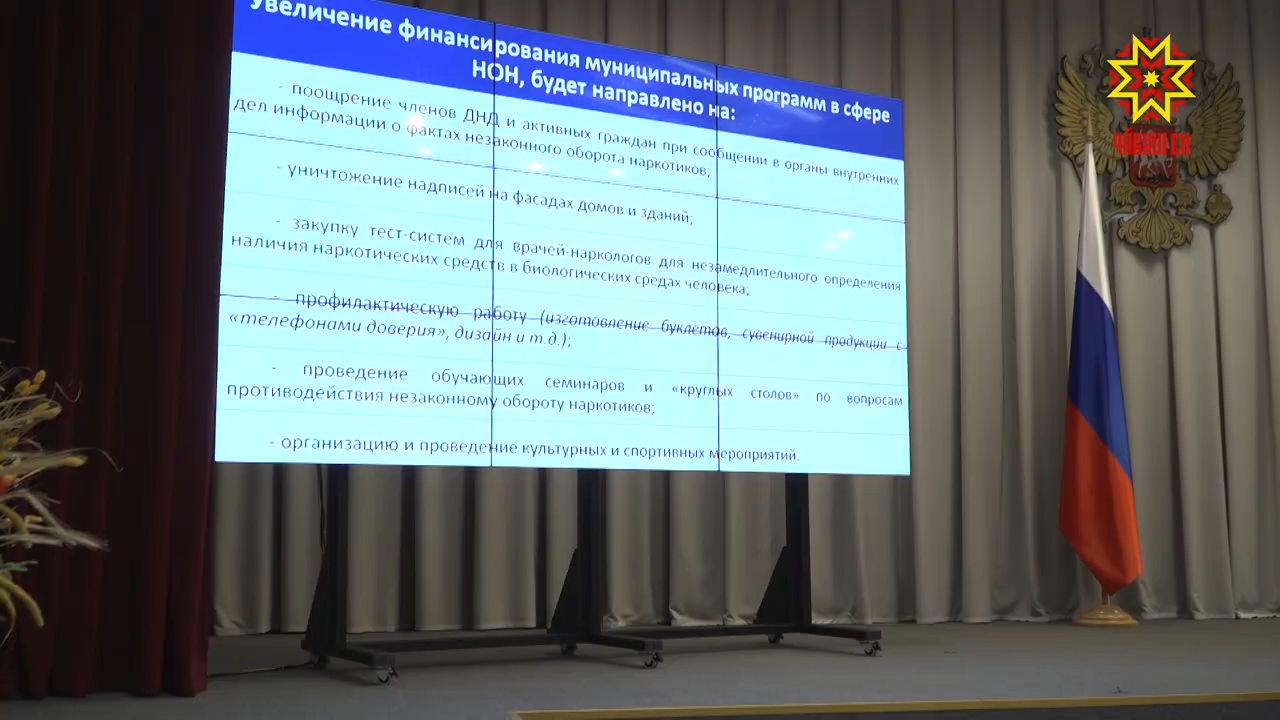 Увеличение финансирования муниципальных программ в сфере
НОН, будет направлено на:
- поощрение членов ДНД и активных граждан при сообщении в органы внутренних
дел информации о фактах незаконного оборота наркотиков;
- уничтожение надписей на фасадах домов и зданий;
- закупку тест-систем для врачей-наркологов для незамедлительного определения
наличия наркотических средств в биологических средах человека;
- профилактическую работу (изготовление буклетов, сувенирной продукции с
«телефонами доверия», дизайн и т.д.);
- проведение обучающих семинаров и «круглых столов» по вопросам
противодействия незаконному обороту наркотиков;
- организацию и проведение культурных и спортивных мероприятий.
ЧӐВАШ ЕН